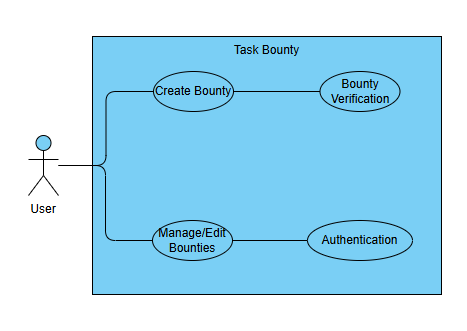 Task Bounty
Create Bounty
Bounty
Verification
User
Manage/Edit
Bounties
Authentication